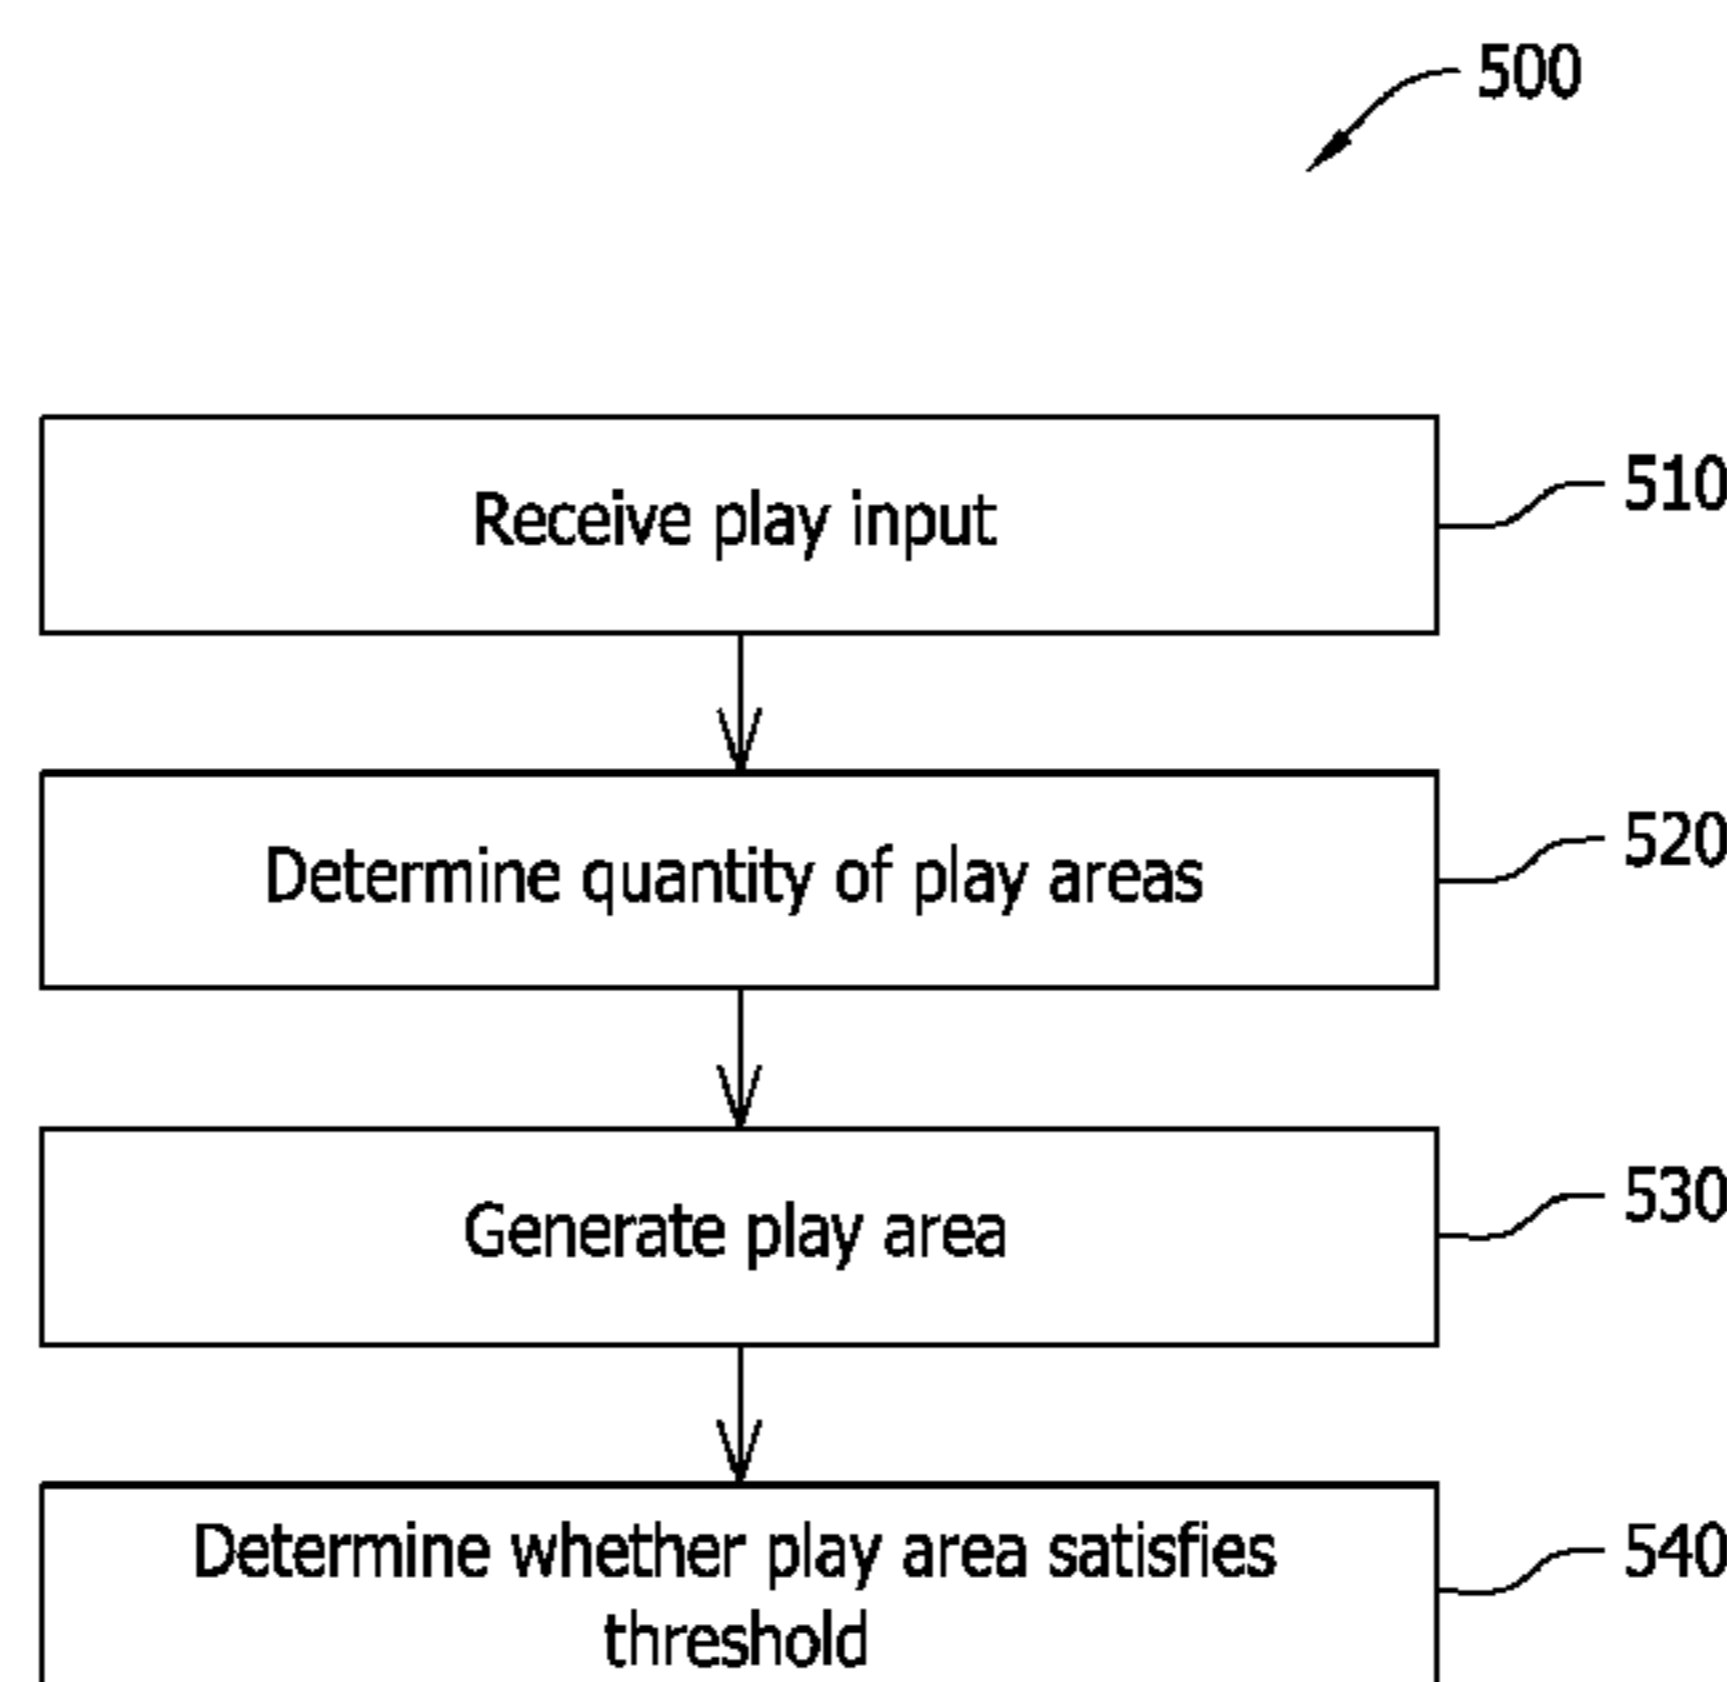 500
Receive play input
510
Determine quantity of play areas
520
Generate play area
530
Determine whether play area satisfies
threshold
540